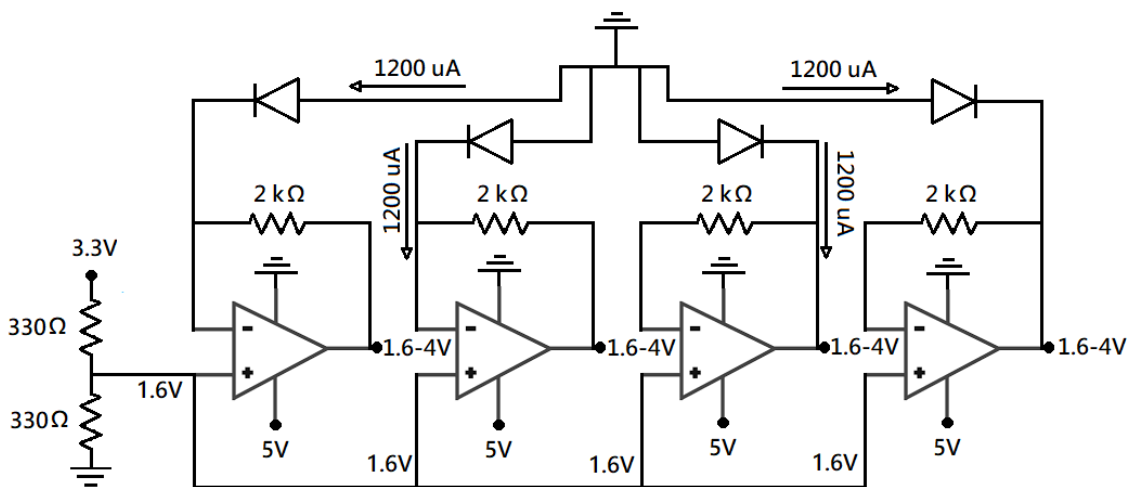 1200 uA
1200 uA
1200 uA
1200 uA
2 kΩ
2 kΩ
2 kΩ
2 kΩ
3.3V
330Ω
330Ω
1.6V
-
+
-
+
-
+
-
+
1.6-4V
1.6-4V
1.6-4V
1.6-4V
5V
5V
5V
5V
1.6V
1.6V
1.6V